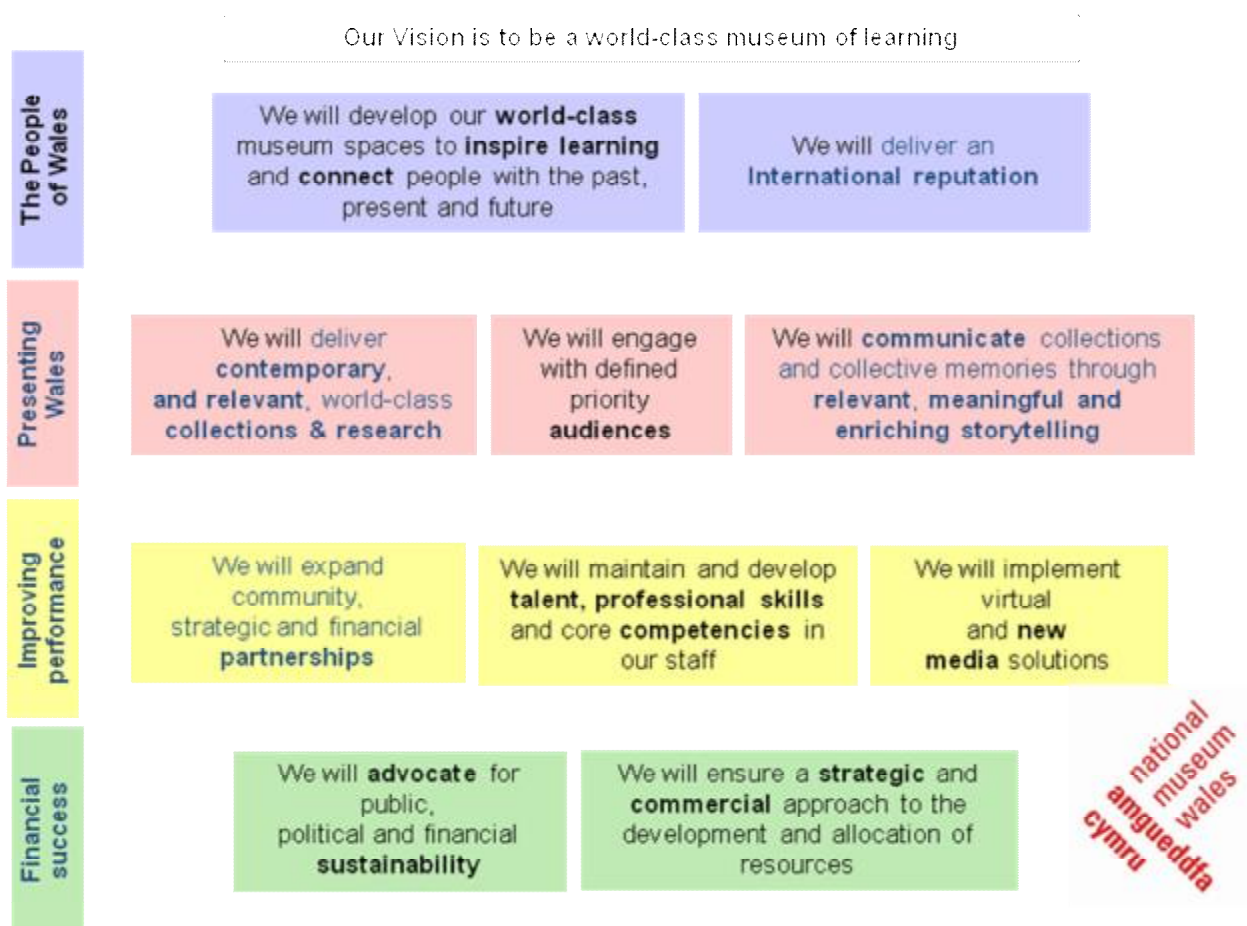 Our Vision is to be a world-class museum of learning
The People
of Wales
We will develop our world-class
museum spaces to inspire learning
and connect people with the past,
present and future
We will deliver an
International reputation
Presenting
Wales
We will deliver
contemporary,
and relevant, world-class
collections & research
We will engage
with defined
priority
audiences
We will communicate collections
and collective memories through
relevant, meaningful and
enriching storytelling
Improving
performance
We will expand
community,
strategic and financial
partnerships
We will maintain and develop
talent, professional skills
and core competencies in
our staff
We will implement
virtual
and new
media solutions
Financial
success
We will advocate for
public,
political and financial
sustainability
We will ensure a strategic and
commercial approach to the
development and allocation of
resources
national
museum
wales
amgueddfa
cymru